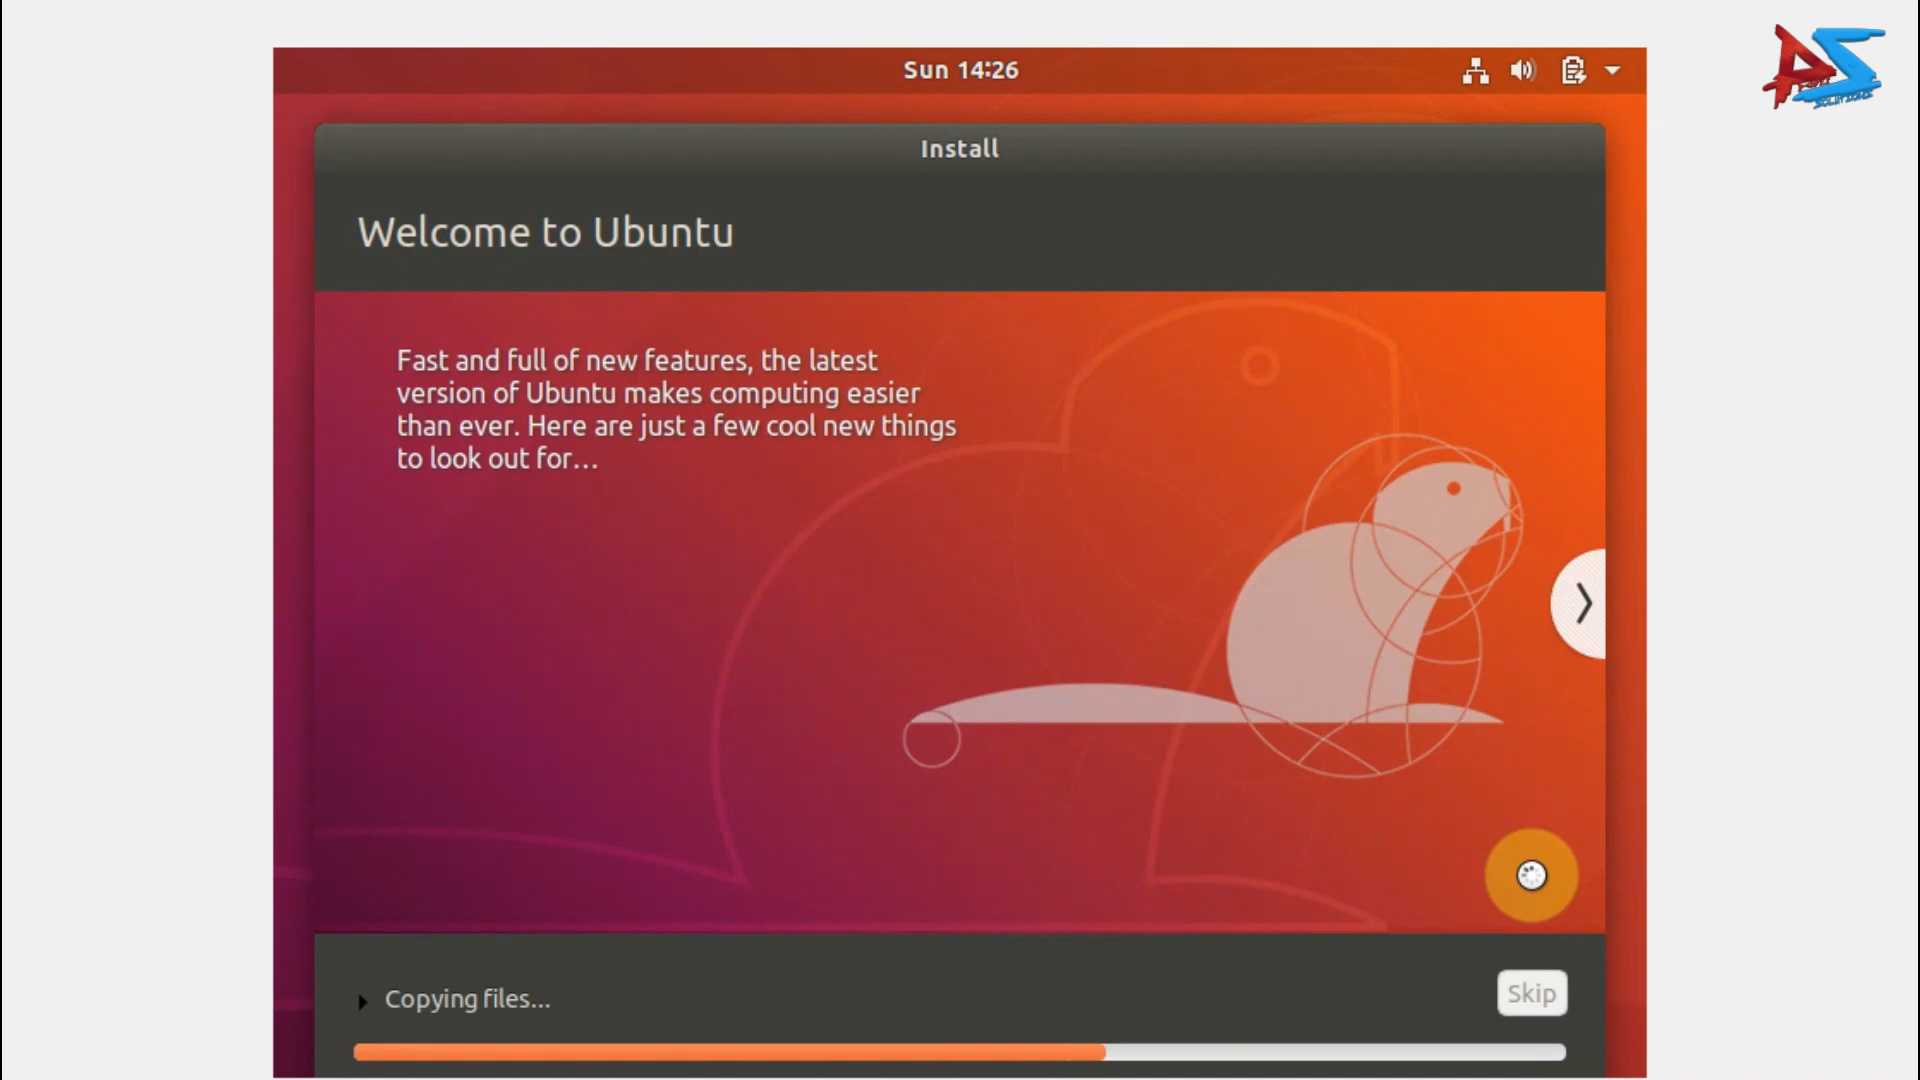 Sun 14:26
Install
Welcome to Ubuntu
Fast and full of new features, the latest
version of Ubuntu makes computing easier
than ever. Here are just a few cool new things
to look out for...
Copying files...
Skip
SOLUTIONS